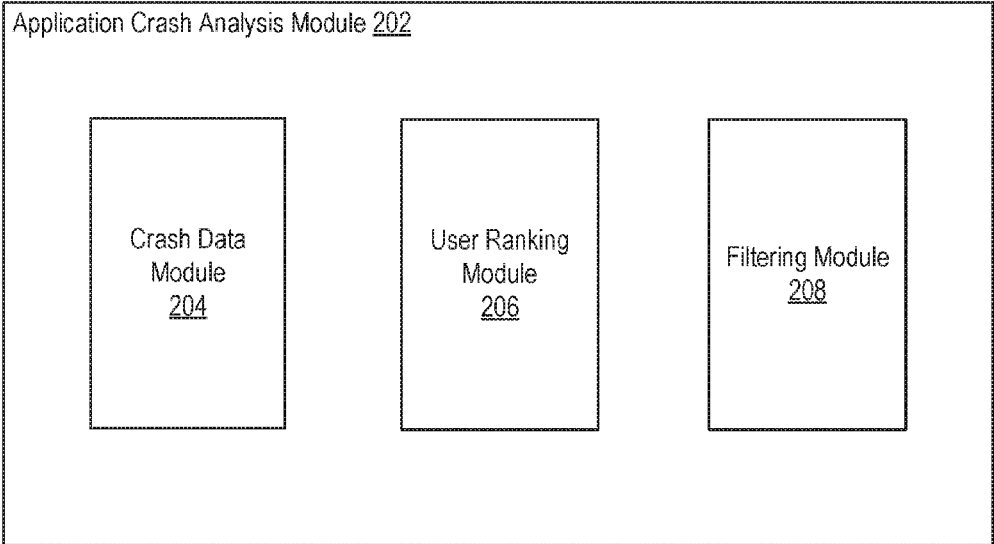 Application Crash Analysis Module 202
Crash Data
Module
204
User Ranking
Module
206
Filtering Module
208